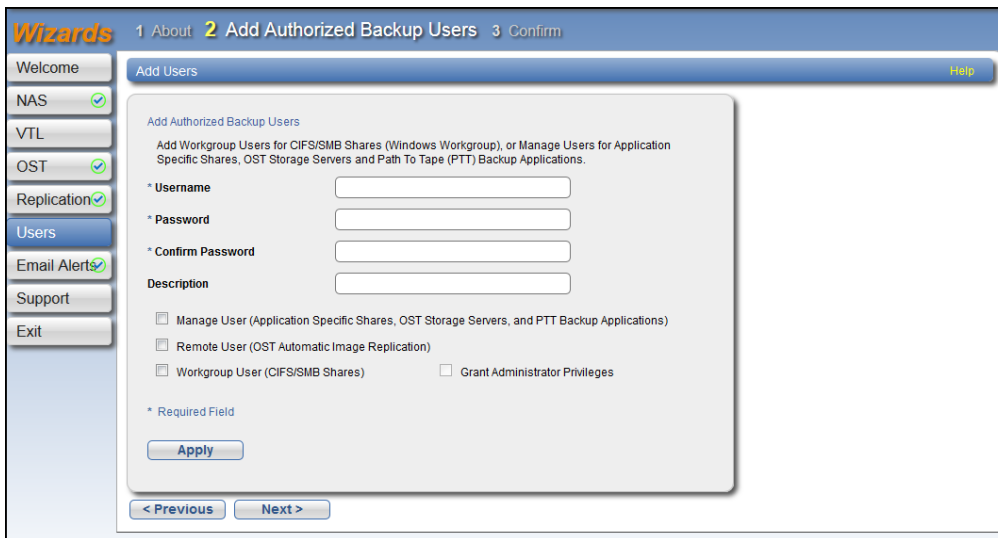 Wizards
1 About 2 Add Authorized Backup Users 3 Confirm
Welcome
NAS
VTL
OST
Replication
Users
Email Alerts
Support
Exit
Add Users Help
Add Authorized Backup Users
Add Workgroup Users for CIFS/SMB Shares (Windows Workgroup), or Manage Users for Application
Specific Shares, OST Storage Servers and Path To Tape (PTT) Backup Applications.
* Username
* Password
* Confirm Password
Description
Manage User (Application Specific Shares, OST Storage Servers, and PTT Backup Applications)
Remote User (OST Automatic Image Replication)
Workgroup User (CIFS/SMB Shares) Grant Administrator Privileges
* Required Field
Apply
< Previous Next >